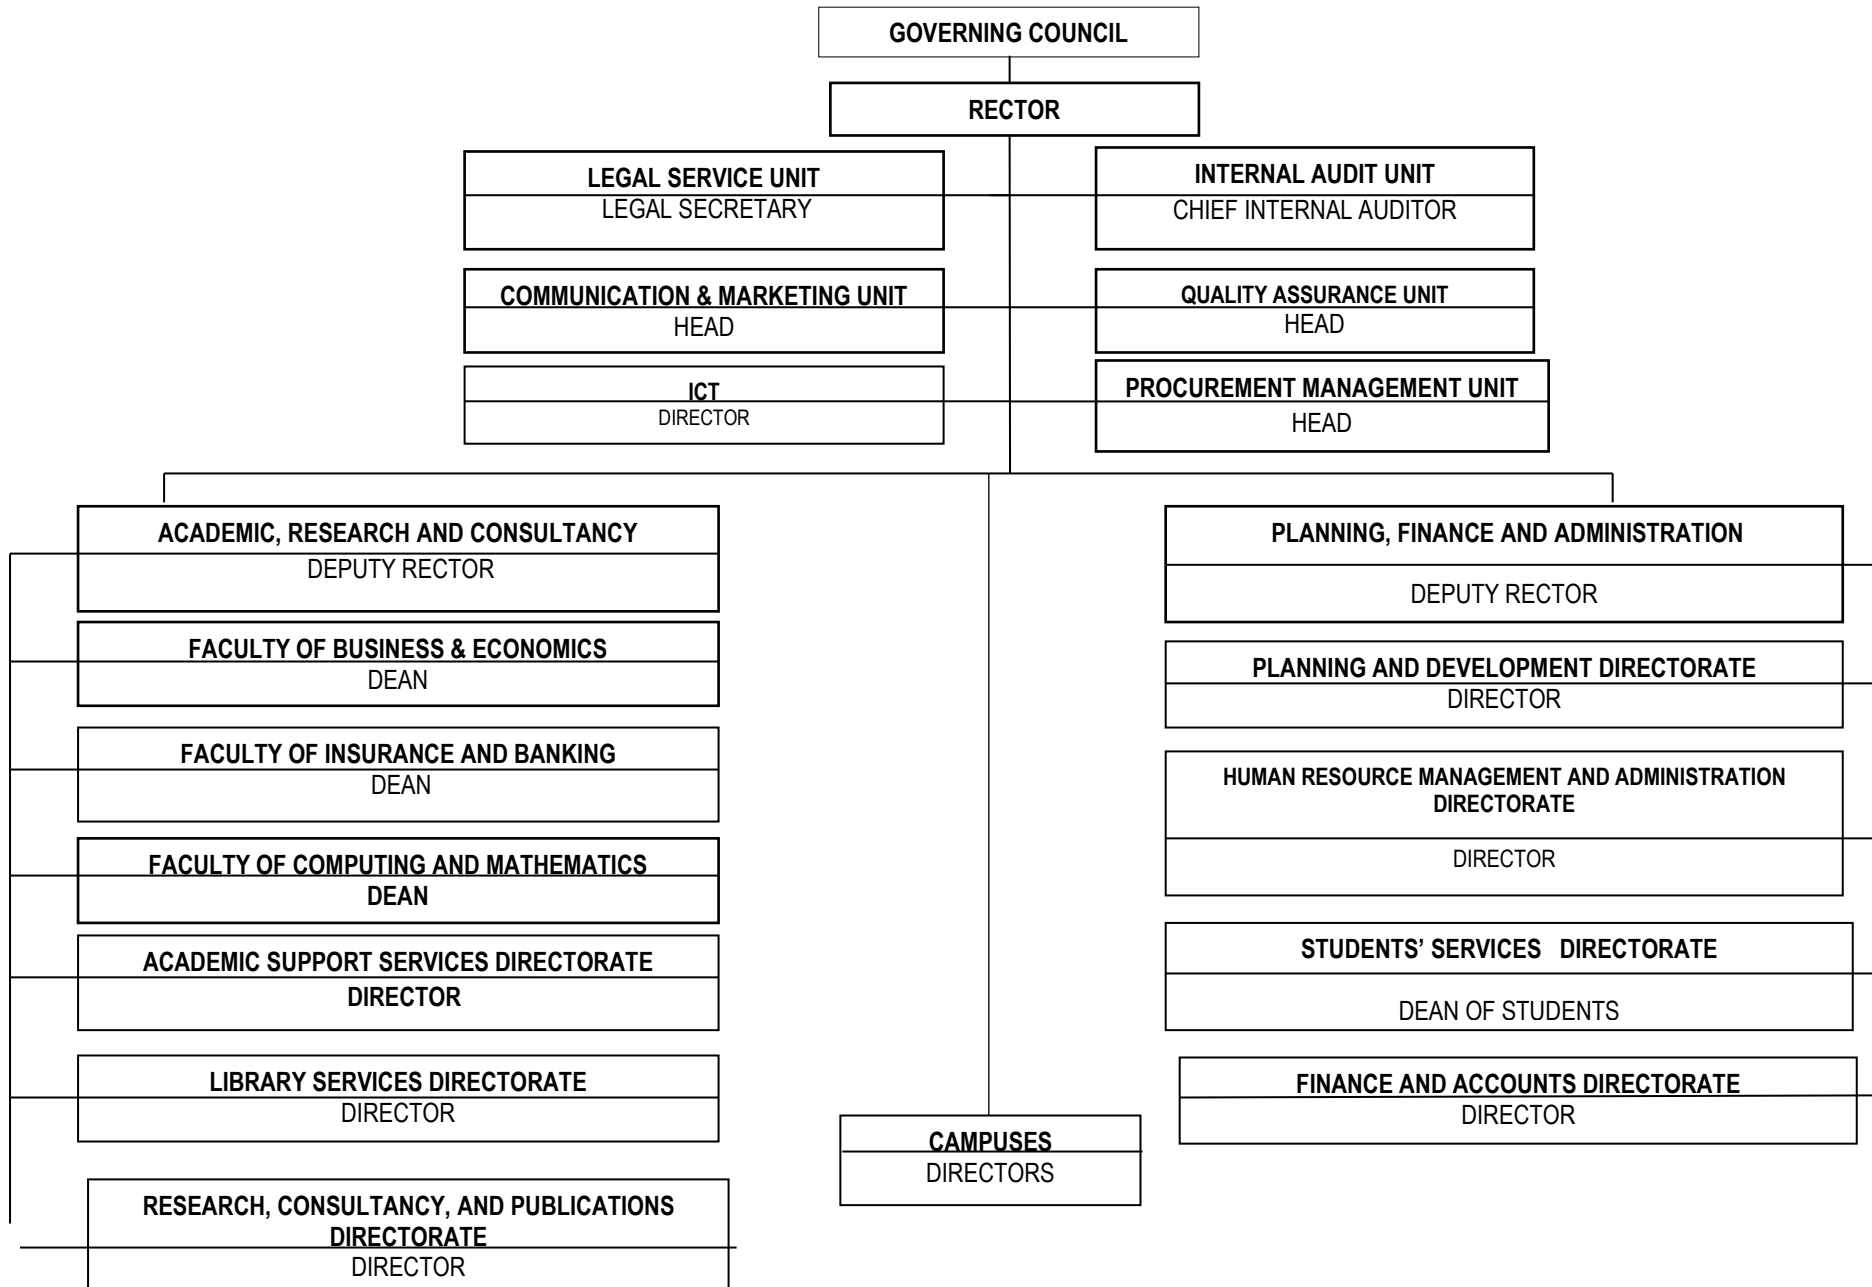 GOVERNING COUNCIL
RECTOR
LEGAL SERVICE UNIT
LEGAL SECRETARY
INTERNAL AUDIT UNIT
CHIEF INTERNAL AUDITOR
COMMUNICATION & MARKETING UNIT
HEAD
QUALITY ASSURANCE UNIT
HEAD
ICT
DIRECTOR
PROCUREMENT MANAGEMENT UNIT
HEAD
ACADEMIC, RESEARCH AND CONSULTANCY
DEPUTY RECTOR
FACULTY OF BUSINESS & ECONOMICS
DEAN
FACULTY OF INSURANCE AND BANKING
DEAN
FACULTY OF COMPUTING AND MATHEMATICS
DEAN
ACADEMIC SUPPORT SERVICES DIRECTORATE
DIRECTOR
LIBRARY SERVICES DIRECTORATE
DIRECTOR
RESEARCH, CONSULTANCY, AND PUBLICATIONS
DIRECTORATE
DIRECTOR
CAMPUSES
DIRECTORS
PLANNING, FINANCE AND ADMINISTRATION
DEPUTY RECTOR
PLANNING AND DEVELOPMENT DIRECTORATE
DIRECTOR
HUMAN RESOURCE MANAGEMENT AND ADMINISTRATION
DIRECTORATE
DIRECTOR
STUDENTS’ SERVICES DIRECTORATE
DEAN OF STUDENTS
FINANCE AND ACCOUNTS DIRECTORATE
DIRECTOR